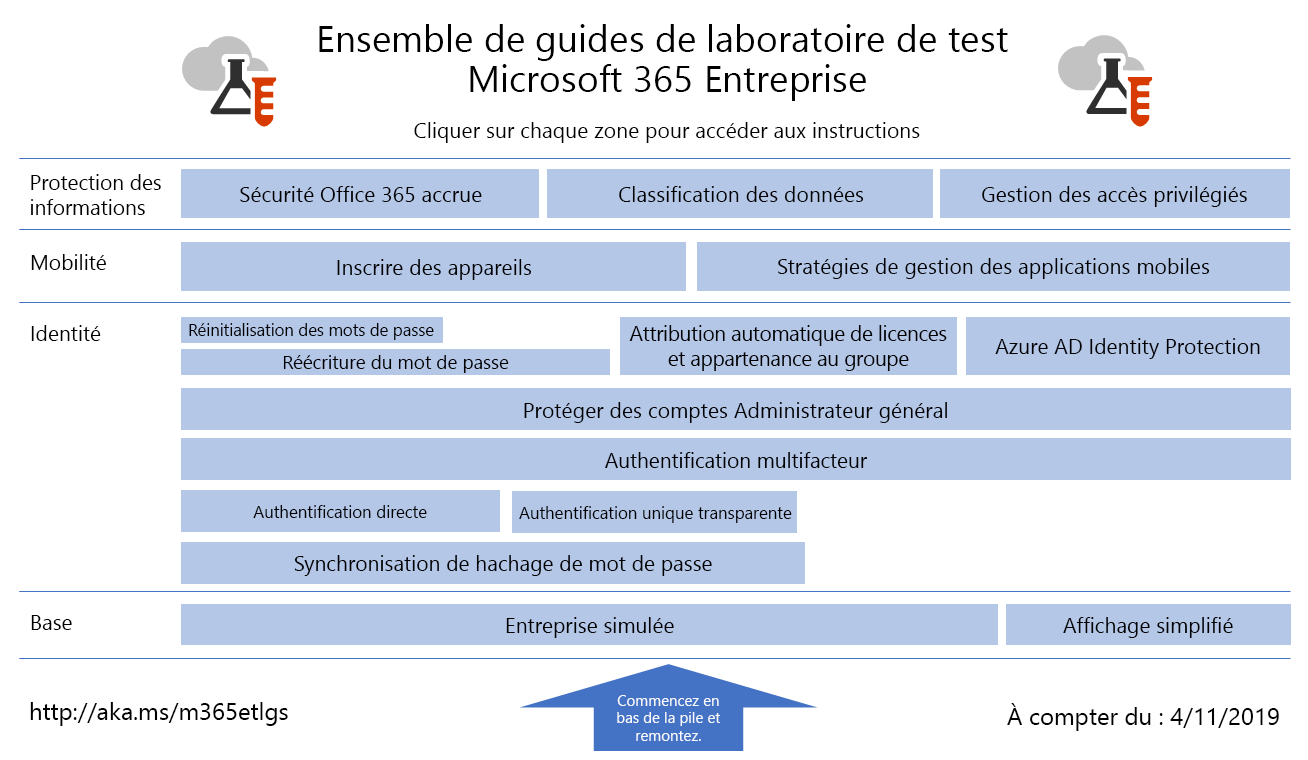 Ensemble de guides de laboratoire de test
Microsoft 365 Entreprise
Cliquer sur chaque zone pour accéder aux instructions
Protection des
informations
Sécurité Office 365 accrue
Classification des données
Gestion des accès privilégiés
Mobilité
Inscrire des appareils
Stratégies de gestion des applications mobiles
Identité
Réinitialisation des mots de passe
Réécriture du mot de passe
Attribution automatique de licences
et appartenance au groupe
Azure AD Identity Protection
Protéger des comptes Administrateur général
Authentification multifacteur
Authentification directe
Authentification unique transparente
Synchronisation de hachage de mot de passe
Base
Entreprise simulée
Affichage simplifié
http://aka.ms/m365etlgs
Commencez en
bas de la pile et
remontez.
À compter du : 4/11/2019